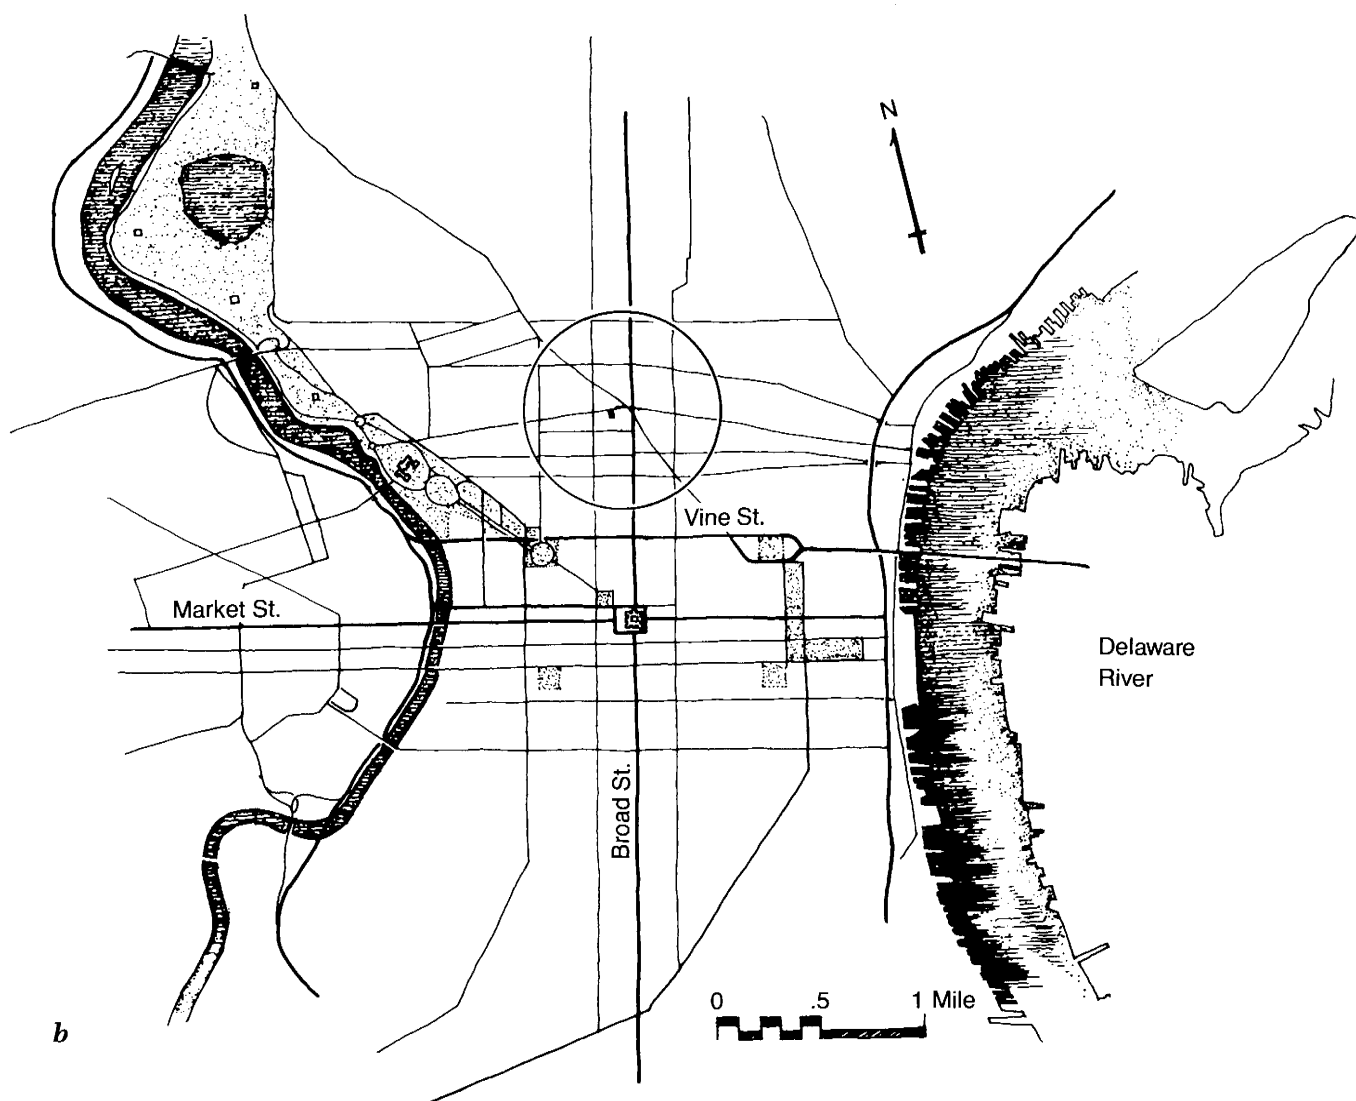 N
Vine St.
Market St.
Delaware
River
Broad St.
0 .5 1 Mile
b